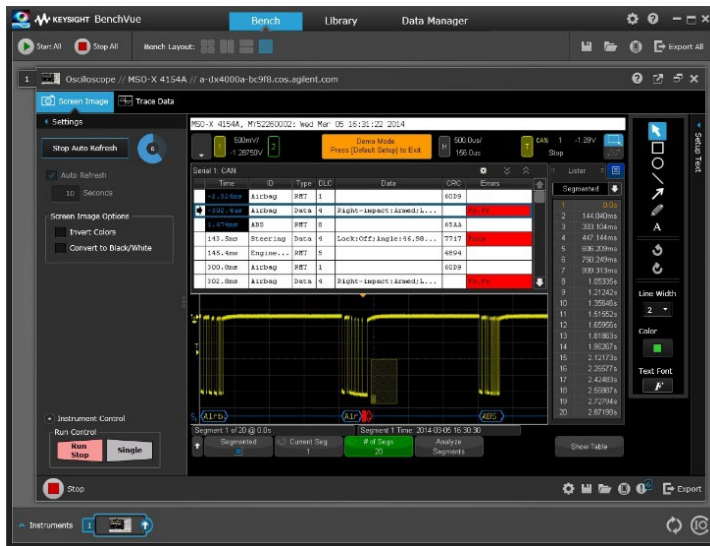 KEYSIGHT BenchVue
Bench Library Data Manager
Start All Stop All Bench Layout: Export All
1 Oscilloscope // MSO-X 4154A // a-dx4000a-bc9f8.cos.agilent.com
Screen Image Trace Data
Settings
Stop Auto Refresh 6
Auto Refresh
10 Seconds
Screen Image Options
Invert Colors
Convert to Black/White
Instrument Control
Run Control
Run Stop Single
MSO-X 4154A, MY52260002: Wed Mar 05 16:31:22 2014
1 500mV/ 2 Demo Mode H 500.0us/ T CAN 1 -1.09V
-1.28750V Press [Default Setup] to Exit 166.0us Stop
Serial 1: CAN
Time ID Type DLC Data CRC Errors
Airbag RMT 1 60D9
Airbag Data 4 Right-impact:Armed;L...
ABS RMT 8
143.5ms Steering Data 4 Lock:Off;Angle:46.98... 7717
145.4ms Engine... RMT 5 4894
300.0ms Airbag RMT 1 60D9
302.0ms Airbag Data 4 Right-impact:Armed;L...
Airb Air ABS
Segment 1 of 20 @ 0.0s Segment 1 Time: 2014-03-05 16:30:30
Segmented Current Seg 1 # of Segs 20 Analyze Segments
Lister
Segmented
1 0.0s
2 144.040ms
3 303.104ms
4 447.144ms
5 606.209ms
6 750.249ms
7 909.313ms
8 1.05335s
9 1.21242s
10 1.35646s
11 1.51552s
12 1.65956s
13 1.81863s
14 1.96267s
15 2.12173s
16 2.26577s
17 2.42483s
18 2.56887s
19 2.72794s
20 2.87198s
Show Table
A
Line Width
2
Color
Text Font
F
Setup Text
Stop 6 Export
Instruments 1